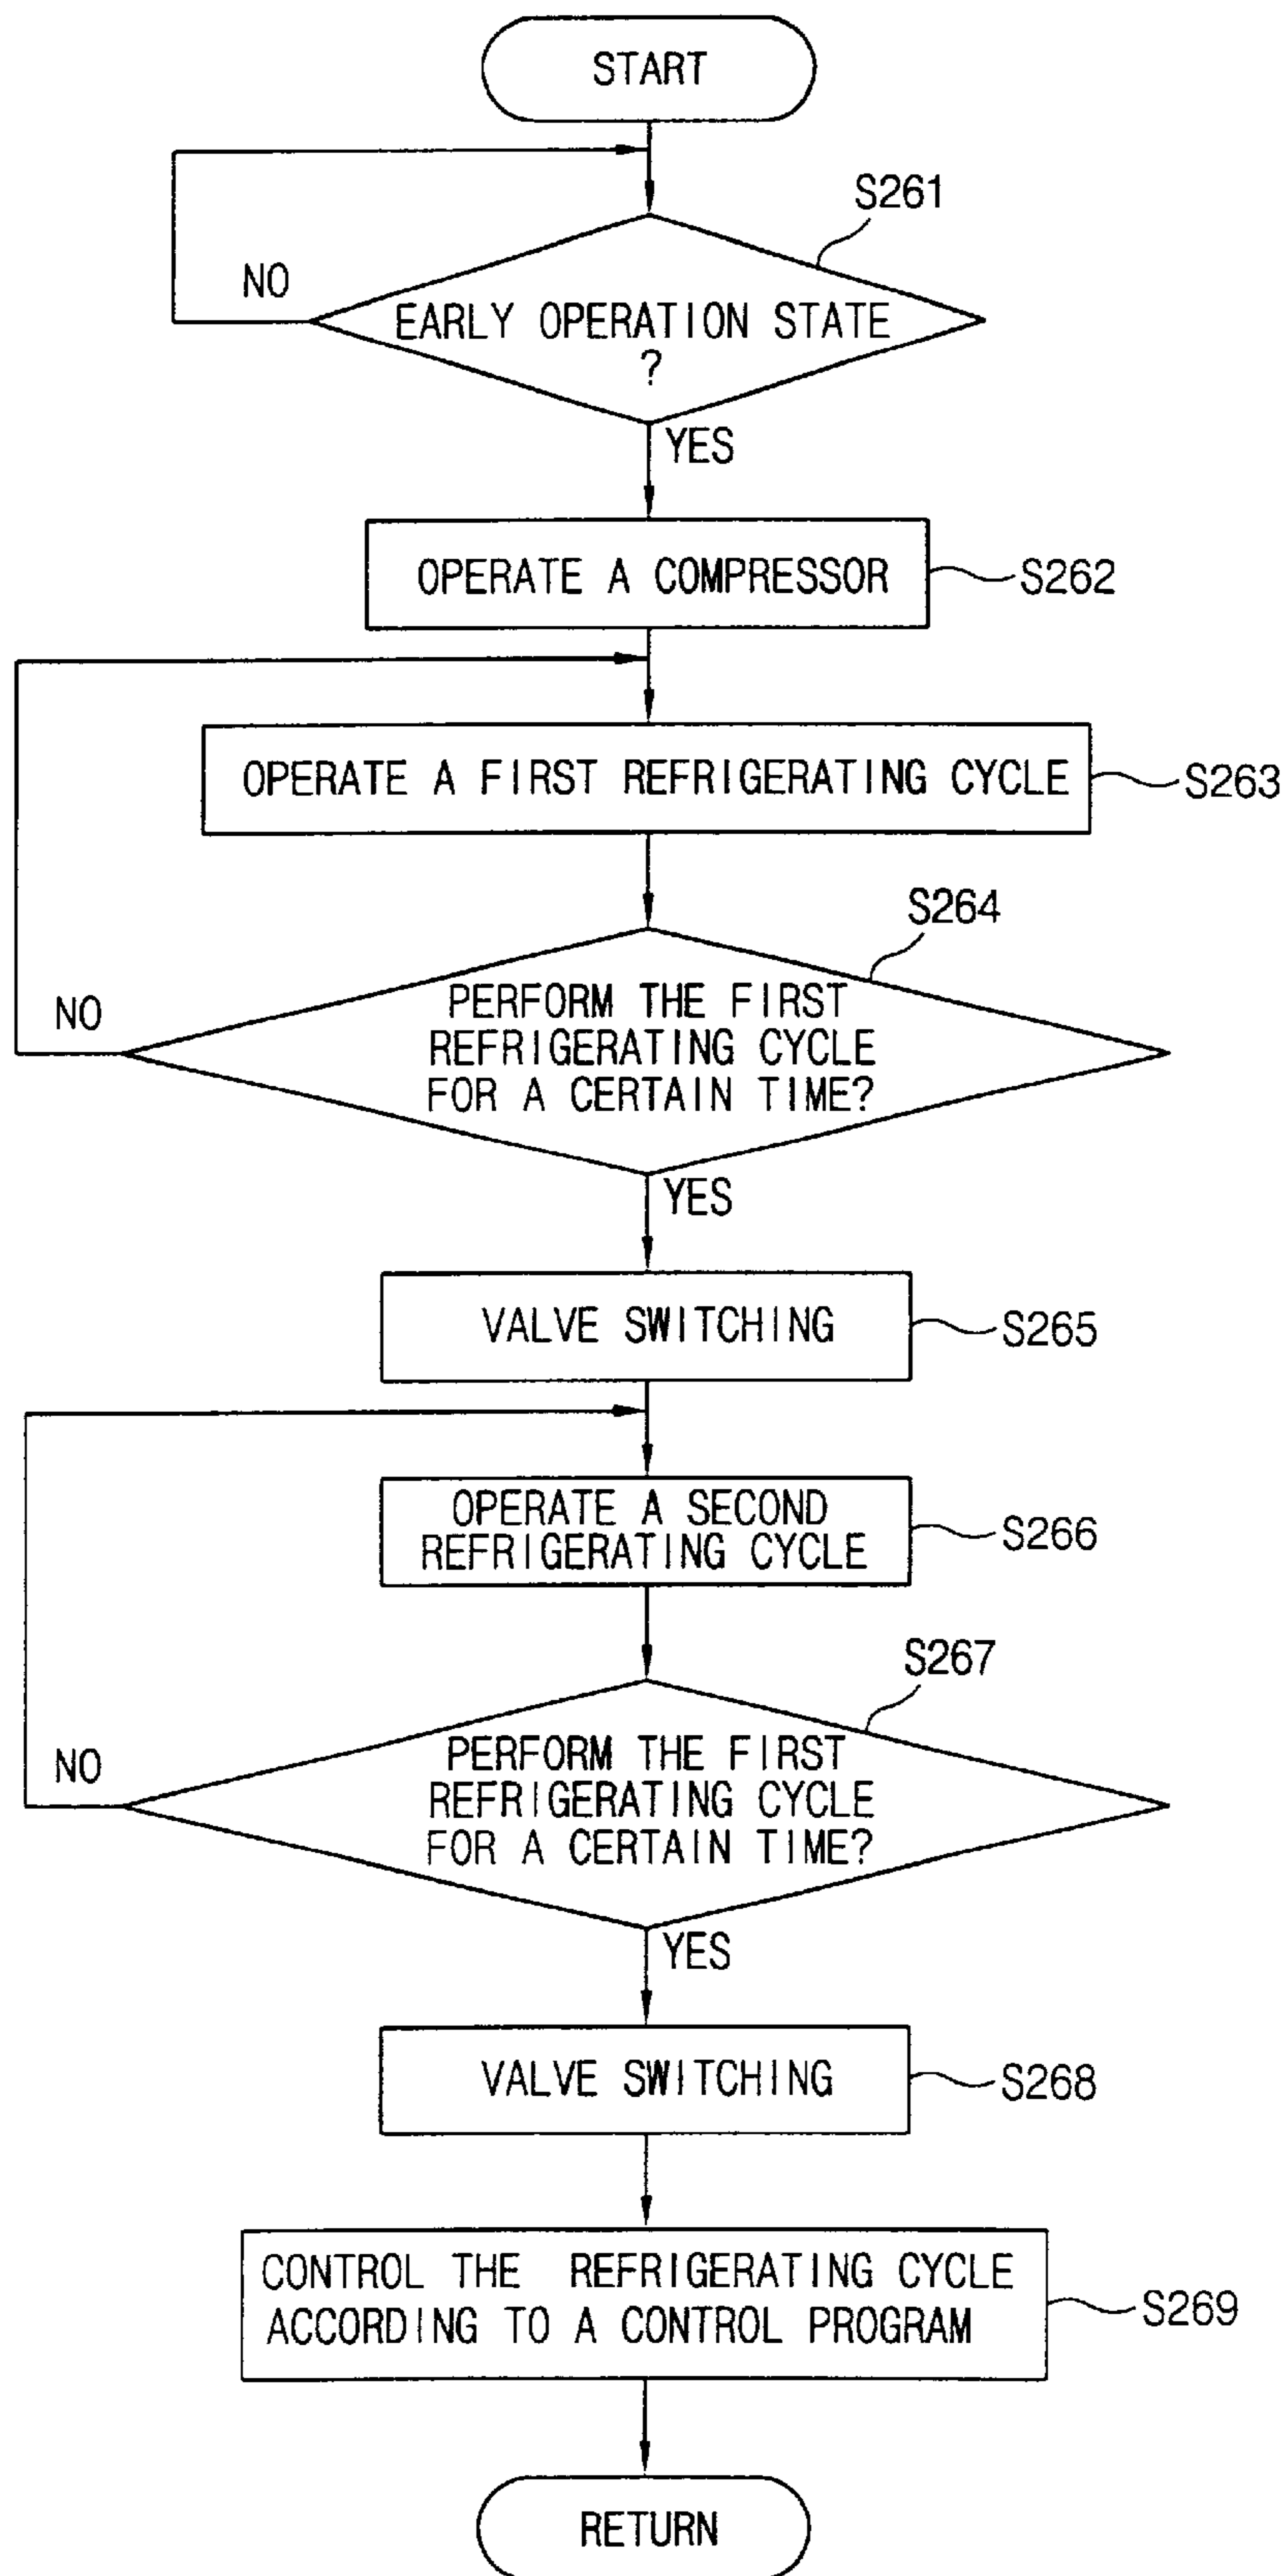 START
S261
NO
EARLY OPERATION STATE
?
YES
OPERATE A COMPRESSOR
S262
OPERATE A FIRST REFRIGERATING CYCLE
S263
S264
NO
PERFORM THE FIRST
REFRIGERATING CYCLE
FOR A CERTAIN TIME?
YES
VALVE SWITCHING
S265
OPERATE A SECOND
REFRIGERATING CYCLE
S266
S267
NO
PERFORM THE FIRST
REFRIGERATING CYCLE
FOR A CERTAIN TIME?
YES
VALVE SWITCHING
S268
CONTROL THE REFRIGERATING CYCLE
ACCORDING TO A CONTROL PROGRAM
S269
RETURN